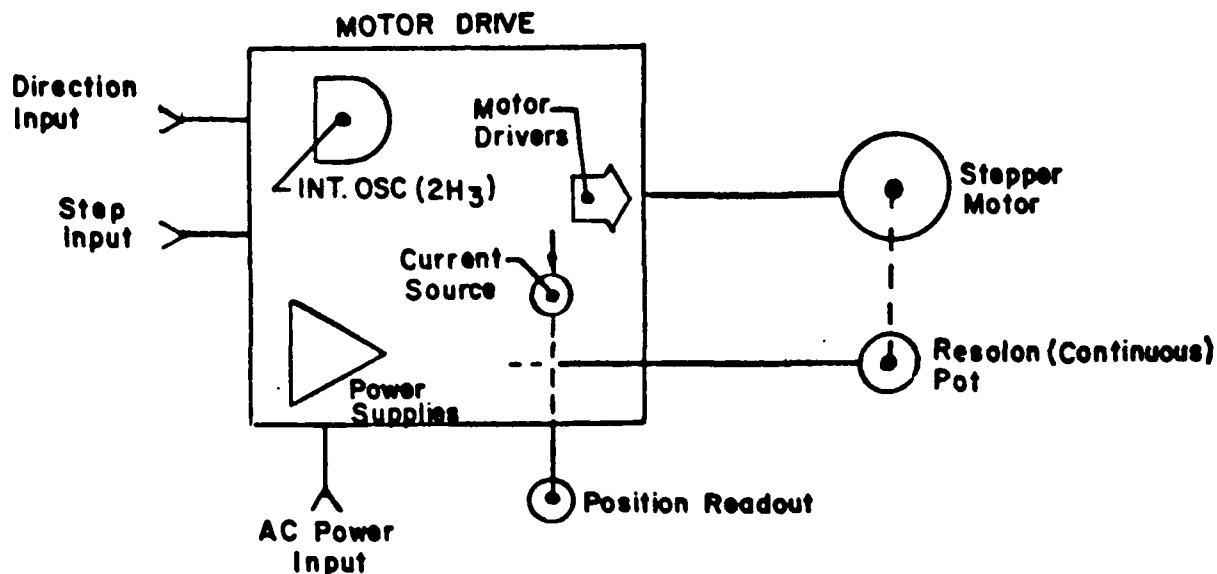 MOTOR DRIVE
Direction
Input
Motor
Drivers
INT. OSC (2H3)
Step
Input
Stepper
Motor
Current
Source
Resolon (Continuous)
Pot
Power
Supplies
Position Readout
AC Power
Input